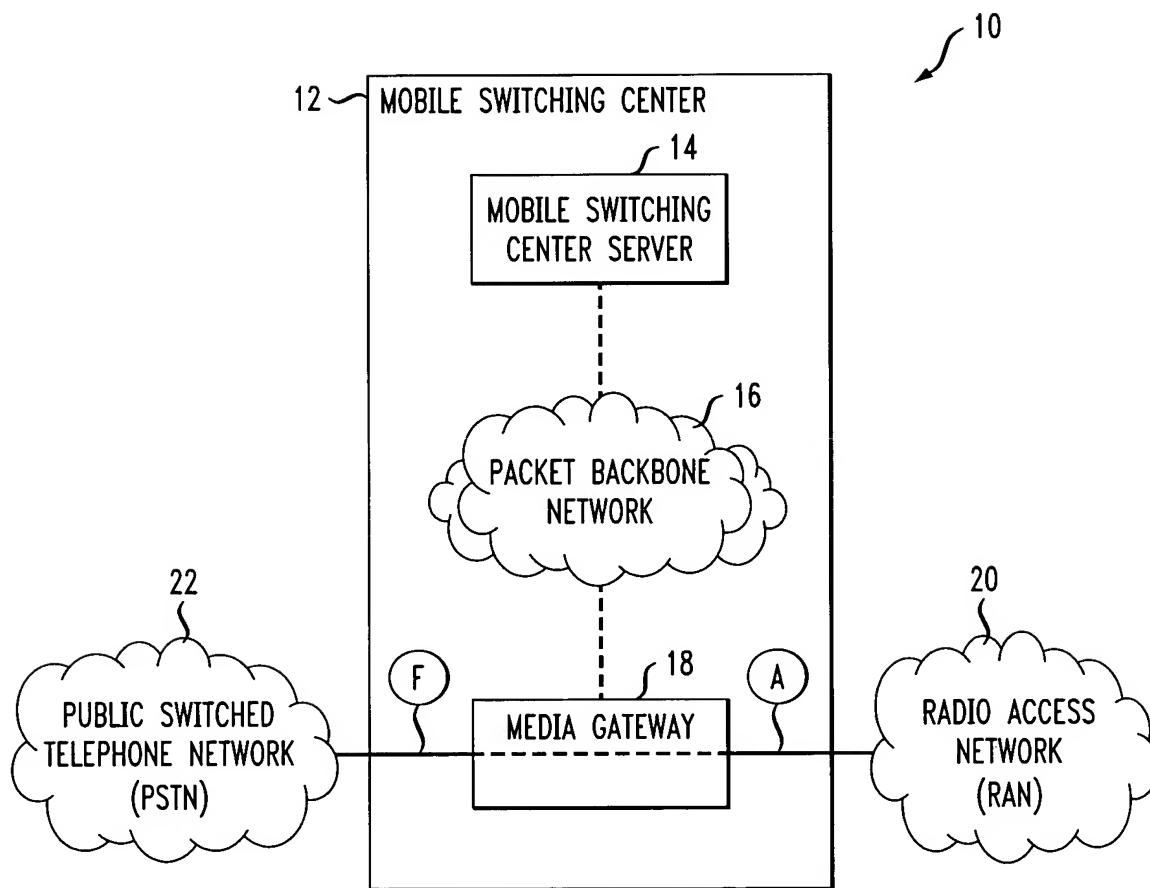 10
12
MOBILE SWITCHING CENTER
14
MOBILE SWITCHING
CENTER SERVER
16
PACKET BACKBONE
NETWORK
22
20
F
18
A
PUBLIC SWITCHED
TELEPHONE NETWORK
(PSTN)
MEDIA GATEWAY
RADIO ACCESS
NETWORK
(RAN)